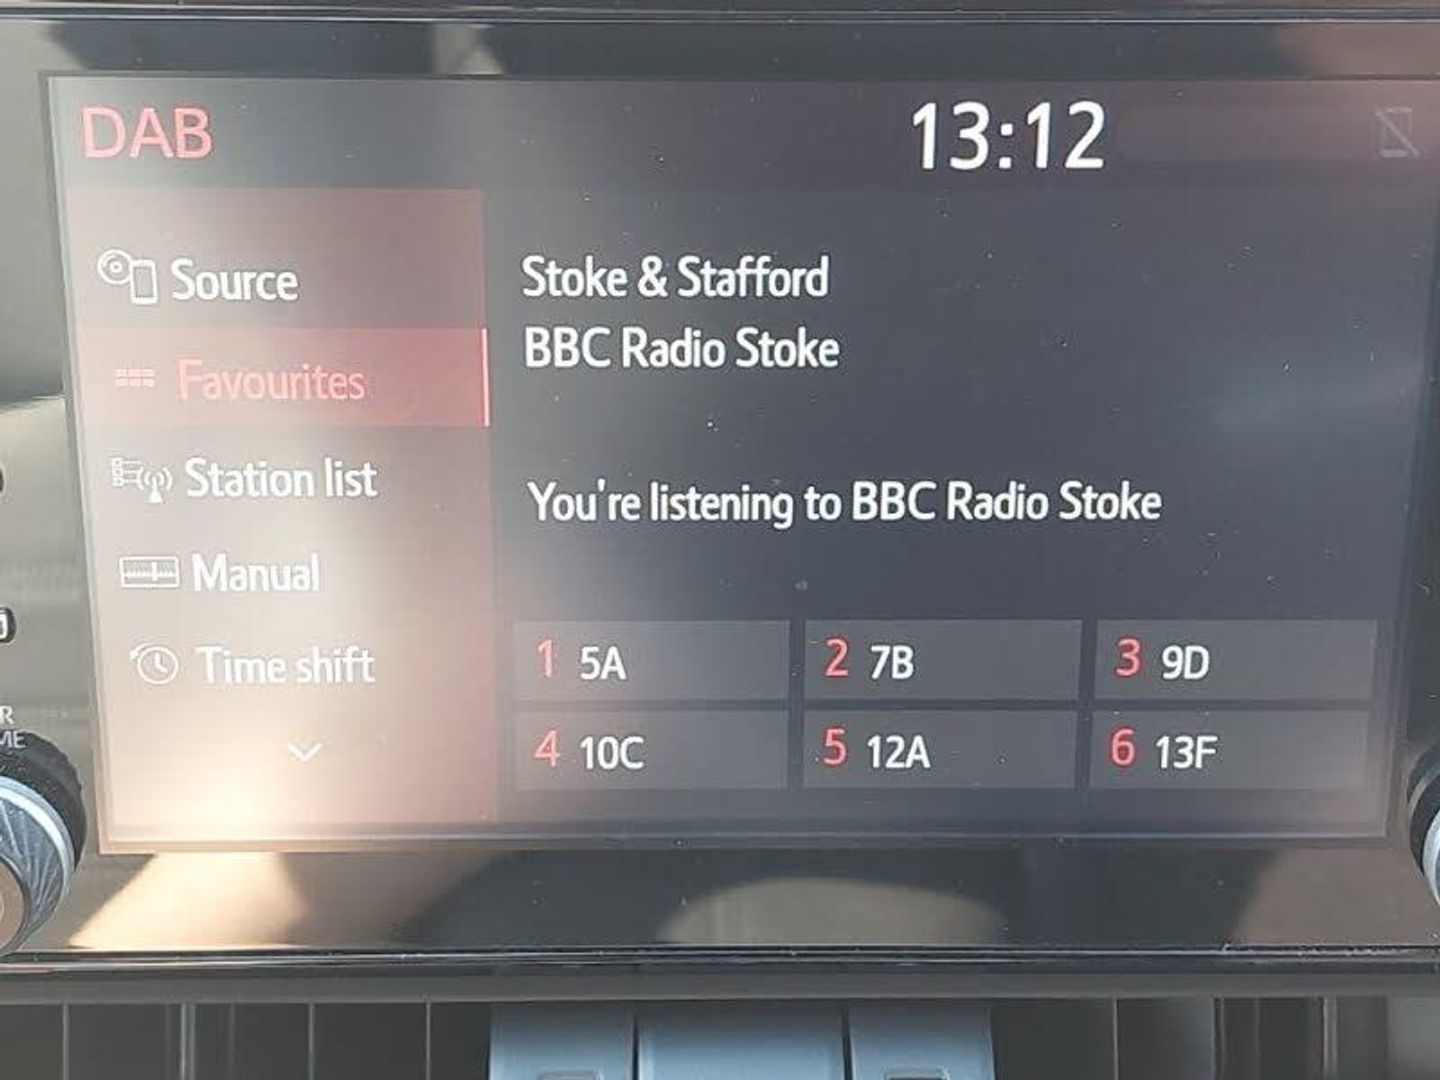 DAB
13:12
Source
Favourites
Station list
Manual
Time shift
Stoke & Stafford
BBC Radio Stoke
You're listening to BBC Radio Stoke
1 5A
2 7B
3 9D
4 10C
5 12A
6 13F